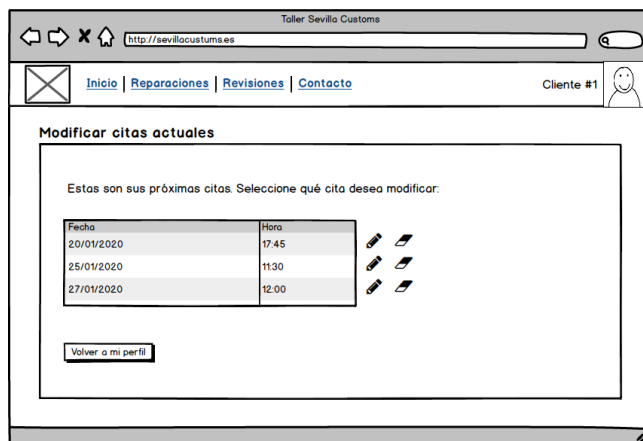 Taller Sevilla Customs
http://sevillacustums.es
Inicio | Reparaciones | Revisiones | Contacto
Cliente #1
Modificar citas actuales
Estas son sus próximas citas. Seleccione qué cita desea modificar:
Fecha Hora
20/01/2020 17:45
25/01/2020 11:30
27/01/2020 12:00
Volver a mi perfil